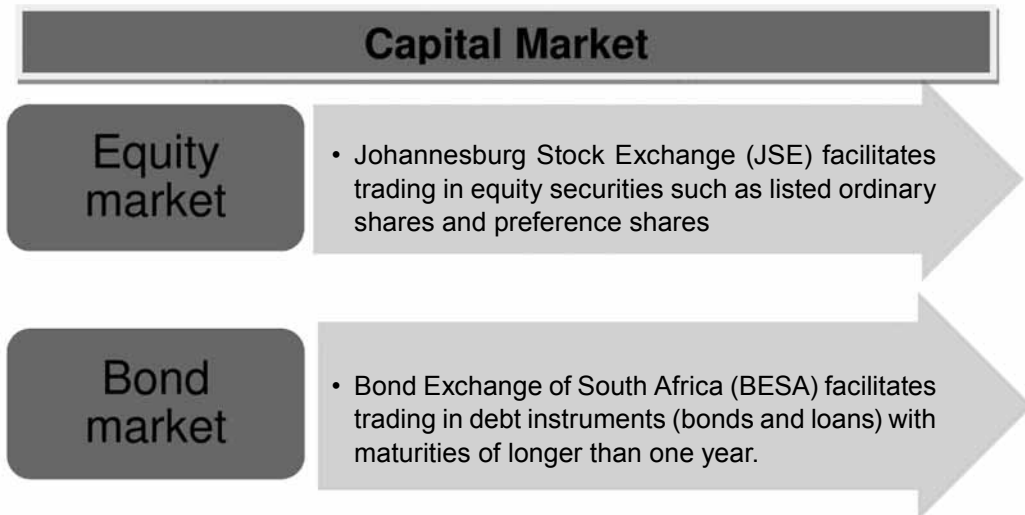 Capital Market
Equity
market
• Johannesburg Stock Exchange (JSE) facilitates
trading in equity securities such as listed ordinary
shares and preference shares
Bond
market
• Bond Exchange of South Africa (BESA) facilitates
trading in debt instruments (bonds and loans) with
maturities of longer than one year.